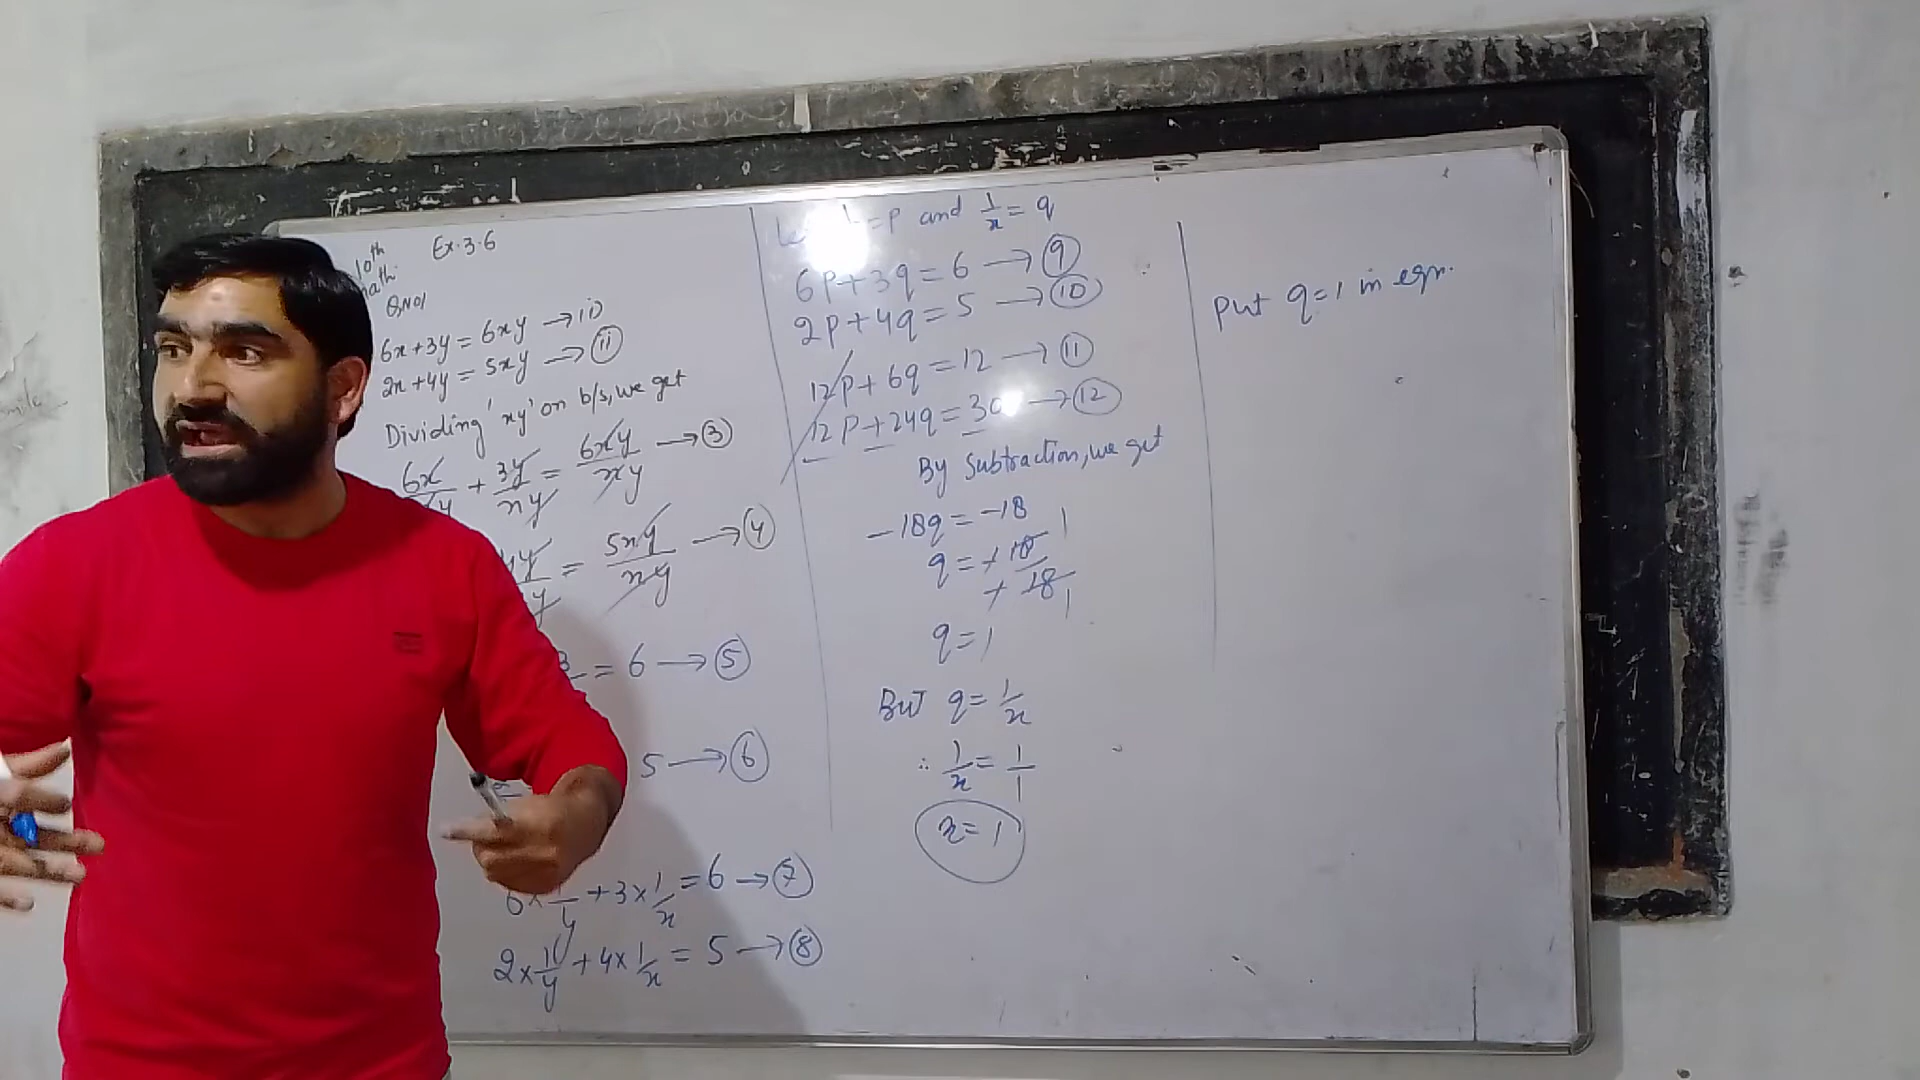 10th Ex.3.6
math.
QNo1
6x+3y=6xy →(i)
2x+4y=5xy →(ii)
Dividing 'xy' on b/s, we get
6x/xy + 3y/xy = 6xy/xy →③
4y/xy = 5xy/xy →④
3/x = 6 →⑤
5 →⑥
6×1/y+3×1/x=6 →⑦
2×1/y+4×1/x=5 →⑧
=p and 1/x=q
6p+3q=6 →⑨
2p+4q=5 →⑩
12p+6q=12 →⑪
12p+24q=30 →⑫
By Subtraction, we get
-18q=-18
q=+18/+18 1 1
q=1
But q=1/x
∴ 1/x=1/1
x=1
Put q=1 in eqn.